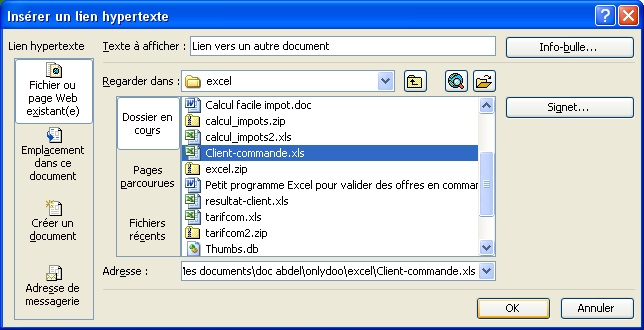 Insérer un lien hypertexte
Lien hypertexte
Texte à afficher : Lien vers un autre document
Info-bulle...
Fichier ou
page Web
existant(e)
Emplacement
dans ce
document
Créer un
document
Adresse de
messagerie
Regarder dans : excel
Dossier en
cours
Pages
parcourues
Fichiers
récents
Calcul facile impot.doc
calcul_impots.zip
calcul_impots2.xls
Client-commande.xls
excel.zip
Petit programme Excel pour valider des offres en comman
resultat-client.xls
tarifcom.xls
tarifcom2.zip
Thumbs.db
Signet...
Adresse : les documents\doc abdel\onlydoo\excel\Client-commande.xls
OK
Annuler